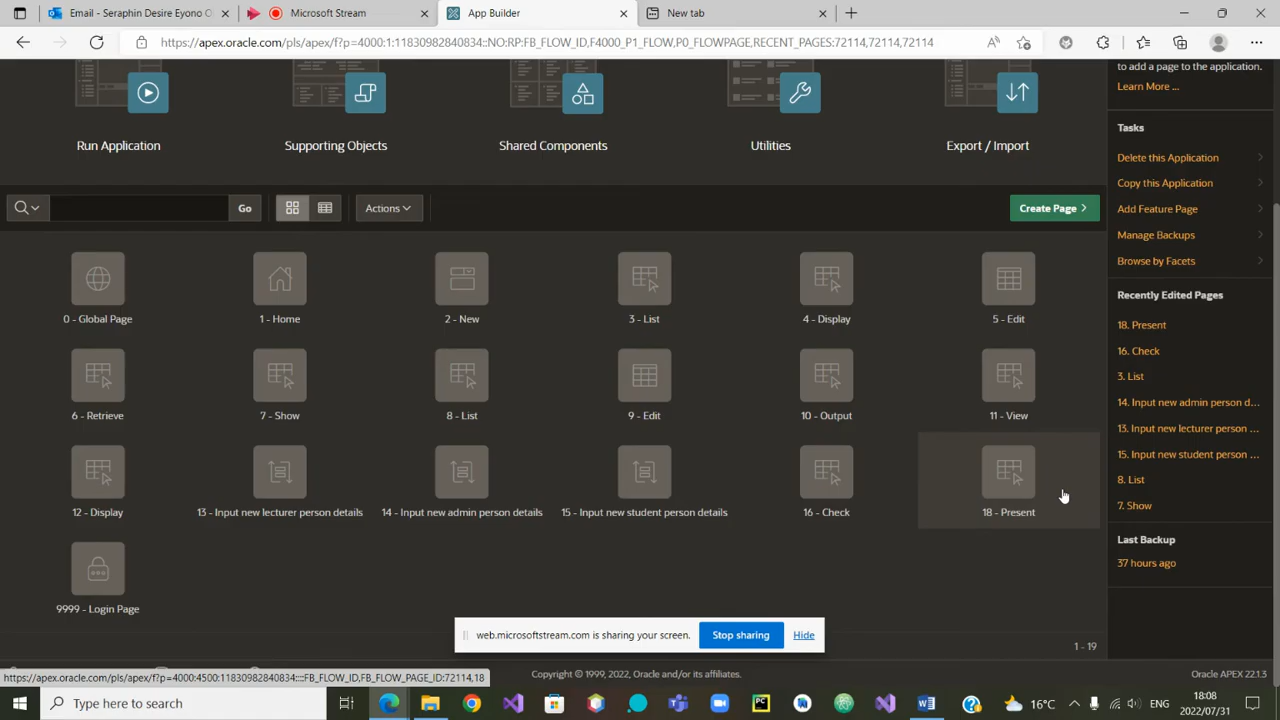 Email - Seraphin Desire Eyono O
Microsoft Stream
App Builder
New tab
https://apex.oracle.com/pls/apex/f?p=4000:1:11830982840834::NO:RP:FB_FLOW_ID,F4000_P1_FLOW,P0_FLOWPAGE,RECENT_PAGES:72114,72114,72114
to add a page to the application.
Learn More ...
Run Application
Supporting Objects
Shared Components
Utilities
Export / Import
Tasks
Delete this Application
Copy this Application
Add Feature Page
Manage Backups
Browse by Facets
Go
Actions
Create Page
0 - Global Page
1 - Home
2 - New
3 - List
4 - Display
5 - Edit
6 - Retrieve
7 - Show
8 - List
9 - Edit
10 - Output
11 - View
12 - Display
13 - Input new lecturer person details
14 - Input new admin person details
15 - Input new student person details
16 - Check
18 - Present
9999 - Login Page
Recently Edited Pages
18. Present
16. Check
3. List
14. Input new admin person d...
13. Input new lecturer person ...
15. Input new student person ...
8. List
7. Show
Last Backup
37 hours ago
web.microsoftstream.com is sharing your screen.
Stop sharing
Hide
1 - 19
https://apex.oracle.com/pls/apex/f?p=4000:4500:11830982840834::::FB_FLOW_ID,FB_FLOW_PAGE_ID:72114,18
Copyright © 1999, 2022, Oracle and/or its affiliates.
Oracle APEX 22.1.3
Type here to search
16°C
ENG
18:08
2022/07/31